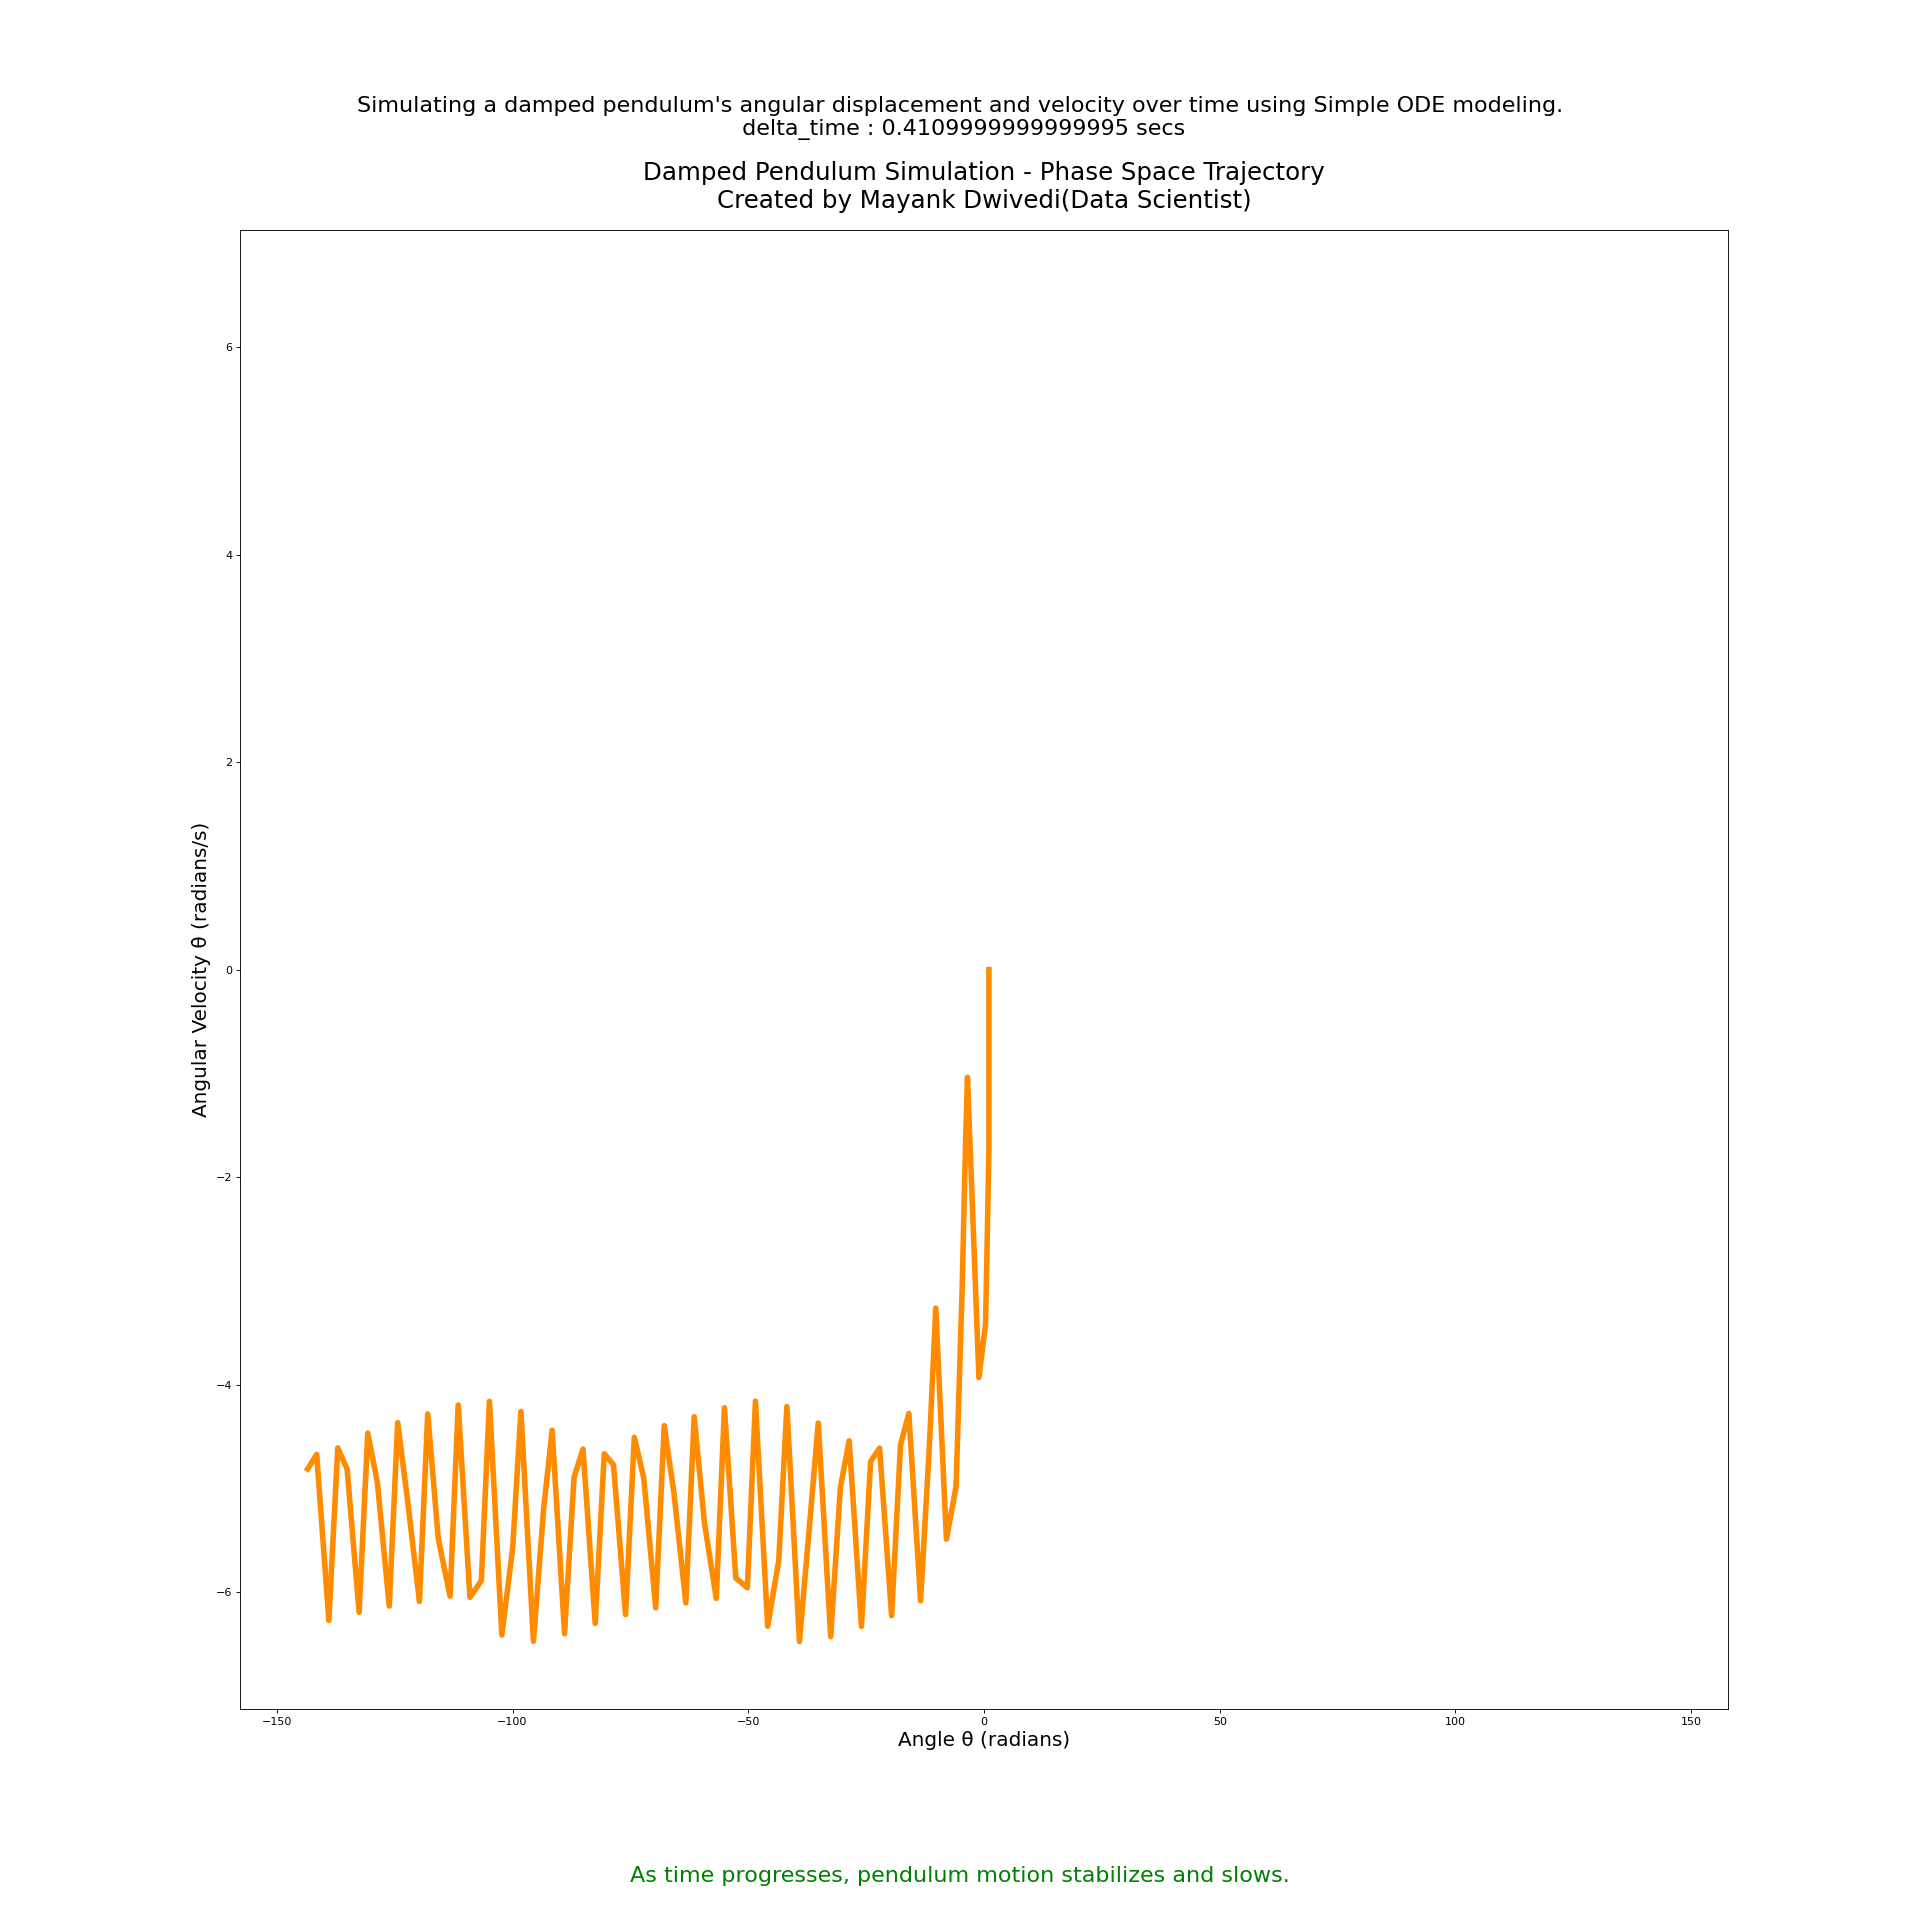 Simulating a damped pendulum's angular displacement and velocity over time using Simple ODE modeling.
delta_time : 0.4109999999999995 secs
Damped Pendulum Simulation - Phase Space Trajectory
Created by Mayank Dwivedi(Data Scientist)
6
4
2
0
−2
−4
−6
Angular Velocity θ̇ (radians/s)
−150
−100
−50
0
50
100
150
Angle θ (radians)
As time progresses, pendulum motion stabilizes and slows.